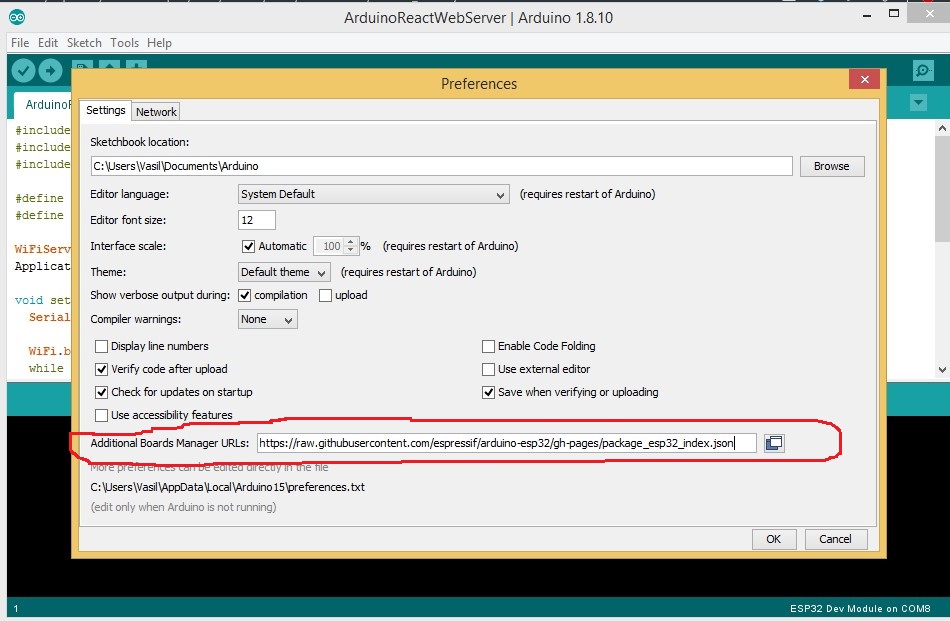 ArduinoReactWebServer | Arduino 1.8.10
File Edit Sketch Tools Help
Preferences
Settings Network
Sketchbook location:
C:\Users\Vasil\Documents\Arduino Browse
Editor language: System Default (requires restart of Arduino)
Editor font size: 12
Interface scale: Automatic 100 % (requires restart of Arduino)
Theme: Default theme (requires restart of Arduino)
Show verbose output during: compilation upload
Compiler warnings: None
Display line numbers Enable Code Folding
Verify code after upload Use external editor
Check for updates on startup Save when verifying or uploading
Use accessibility features
Additional Boards Manager URLs: https://raw.githubusercontent.com/espressif/arduino-esp32/gh-pages/package_esp32_index.json
More preferences can be edited directly in the file
C:\Users\Vasil\AppData\Local\Arduino15\preferences.txt
(edit only when Arduino is not running)
OK Cancel
#include
#include
#include
#define
#define
WiFiServ
Applicat
void set
Serial
WiFi.b
while
1 ESP32 Dev Module on COM8